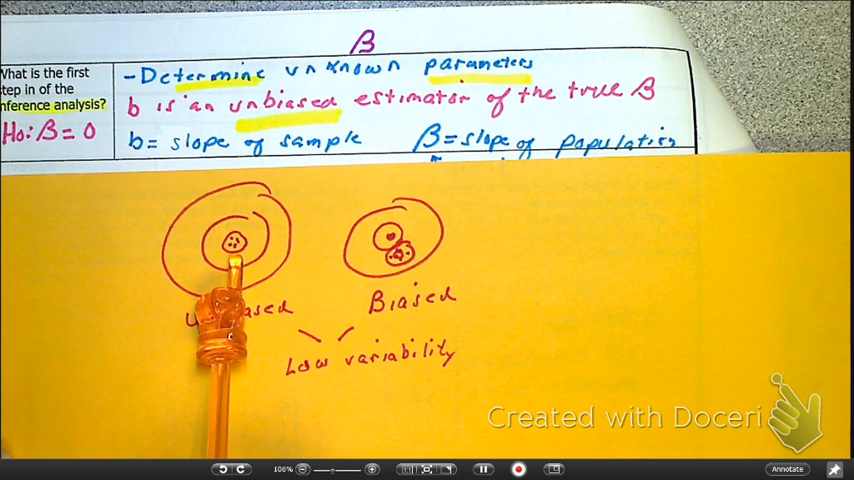 β
What is the first
step in of the
inference analysis?
Ho: β = 0
- Determine unknown parameters
b is an unbiased estimator of the true β
b = slope of sample β = slope of population
Biased
Low variability
Created with Doceri
106%
Annotate